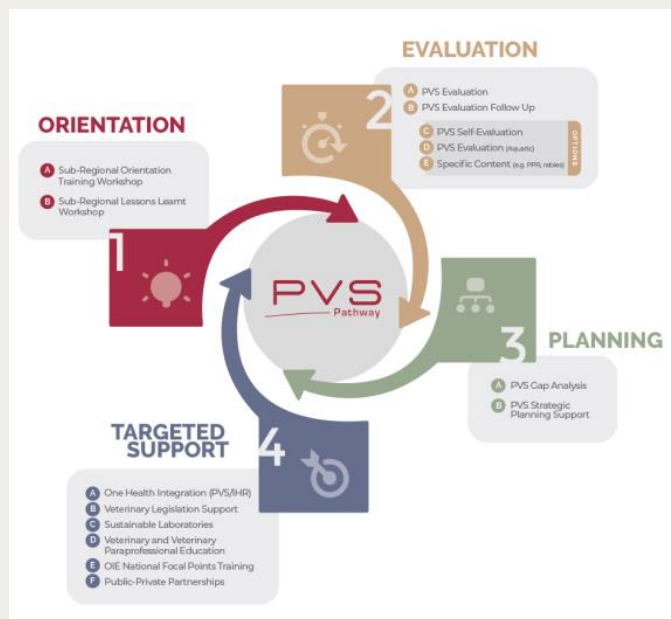 EVALUATION
2
A PVS Evaluation
B PVS Evaluation Follow Up
C PVS Self-Evaluation
D PVS Evaluation (Aquatic)
E Specific Content (e.g. PPR, rabies)
OPTIONS
ORIENTATION
A Sub-Regional Orientation
Training Workshop
B Sub-Regional Lessons Learnt
Workshop
1
PVS
Pathway
3
PLANNING
A PVS Gap Analysis
B PVS Strategic
Planning Support
TARGETED
SUPPORT
4
A One Health Integration (PVS/IHR)
B Veterinary Legislation Support
C Sustainable Laboratories
D Veterinary and Veterinary
Paraprofessional Education
E OIE National Focal Points Training
F Public-Private Partnerships